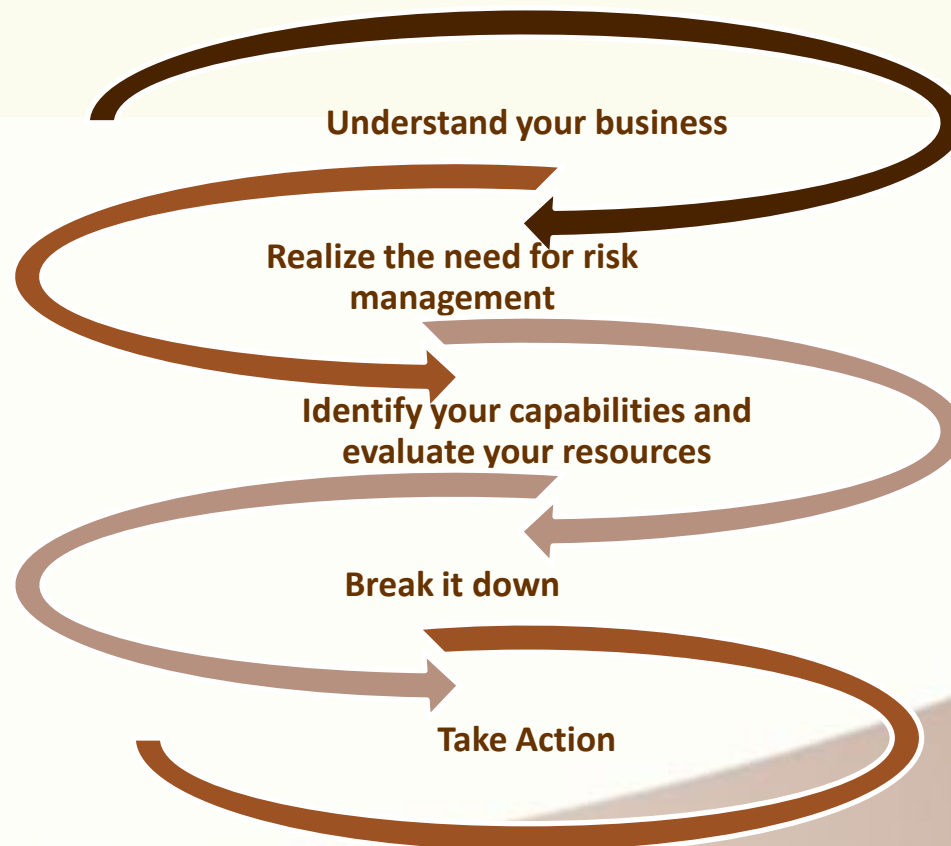 Understand your business
Realize the need for risk
management
Identify your capabilities and
evaluate your resources
Break it down
Take Action